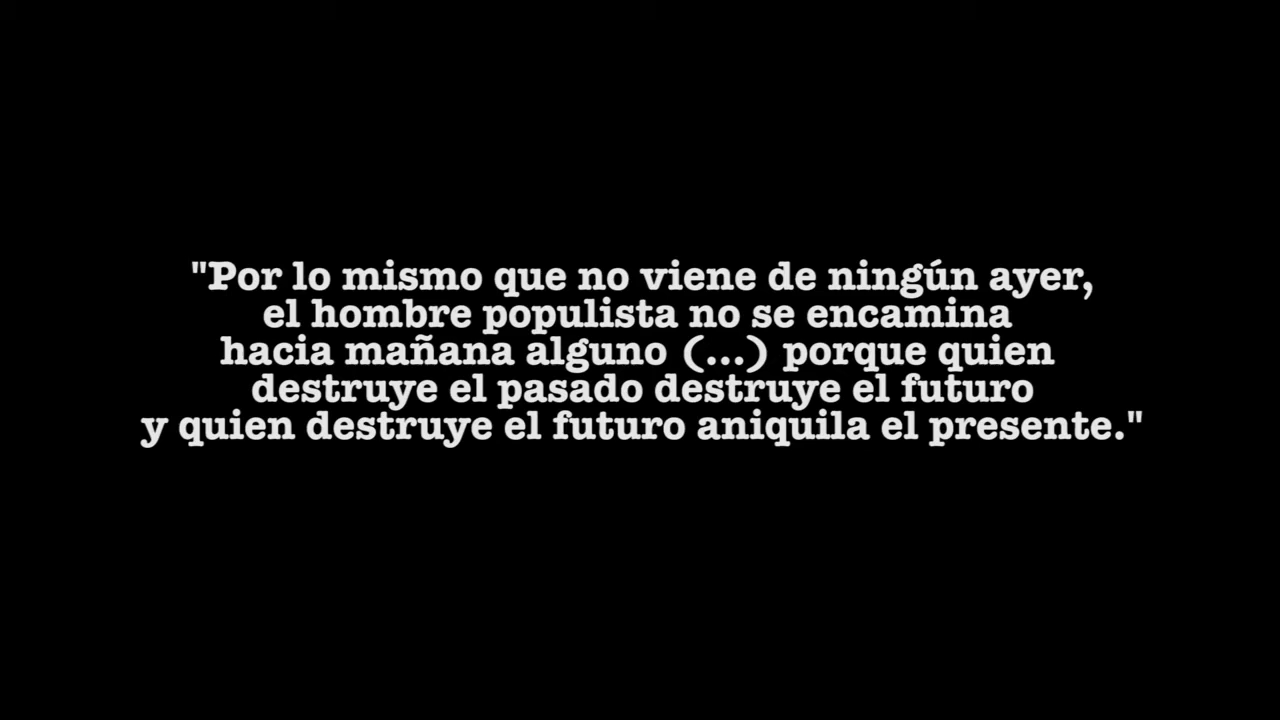 "Por lo mismo que no viene de ningún ayer,
el hombre populista no se encamina
hacia mañana alguno (...) porque quien
destruye el pasado destruye el futuro
y quien destruye el futuro aniquila el presente."